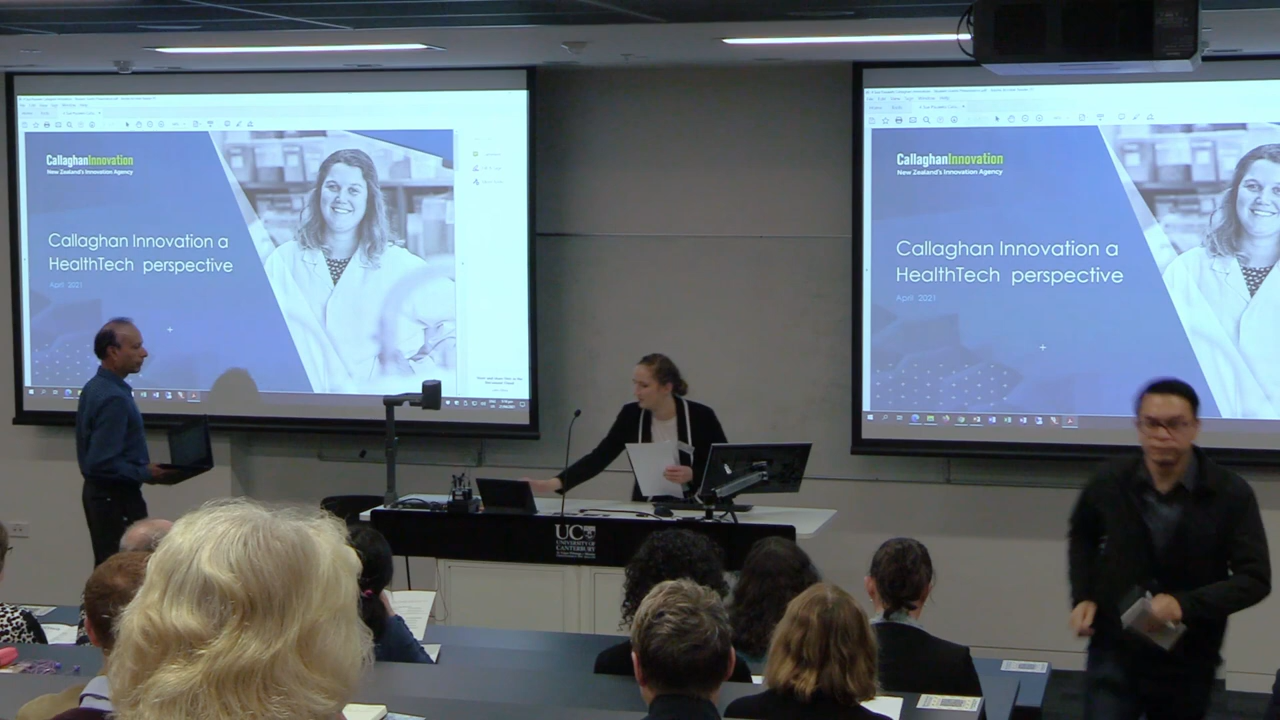 CallaghanInnovation
New Zealand's Innovation Agency
Callaghan Innovation a
HealthTech perspective
April 2021
CallaghanInnovation
New Zealand's Innovation Agency
Callaghan Innovation a
HealthTech perspective
April 2021
UC
UNIVERSITY OF
CANTERBURY